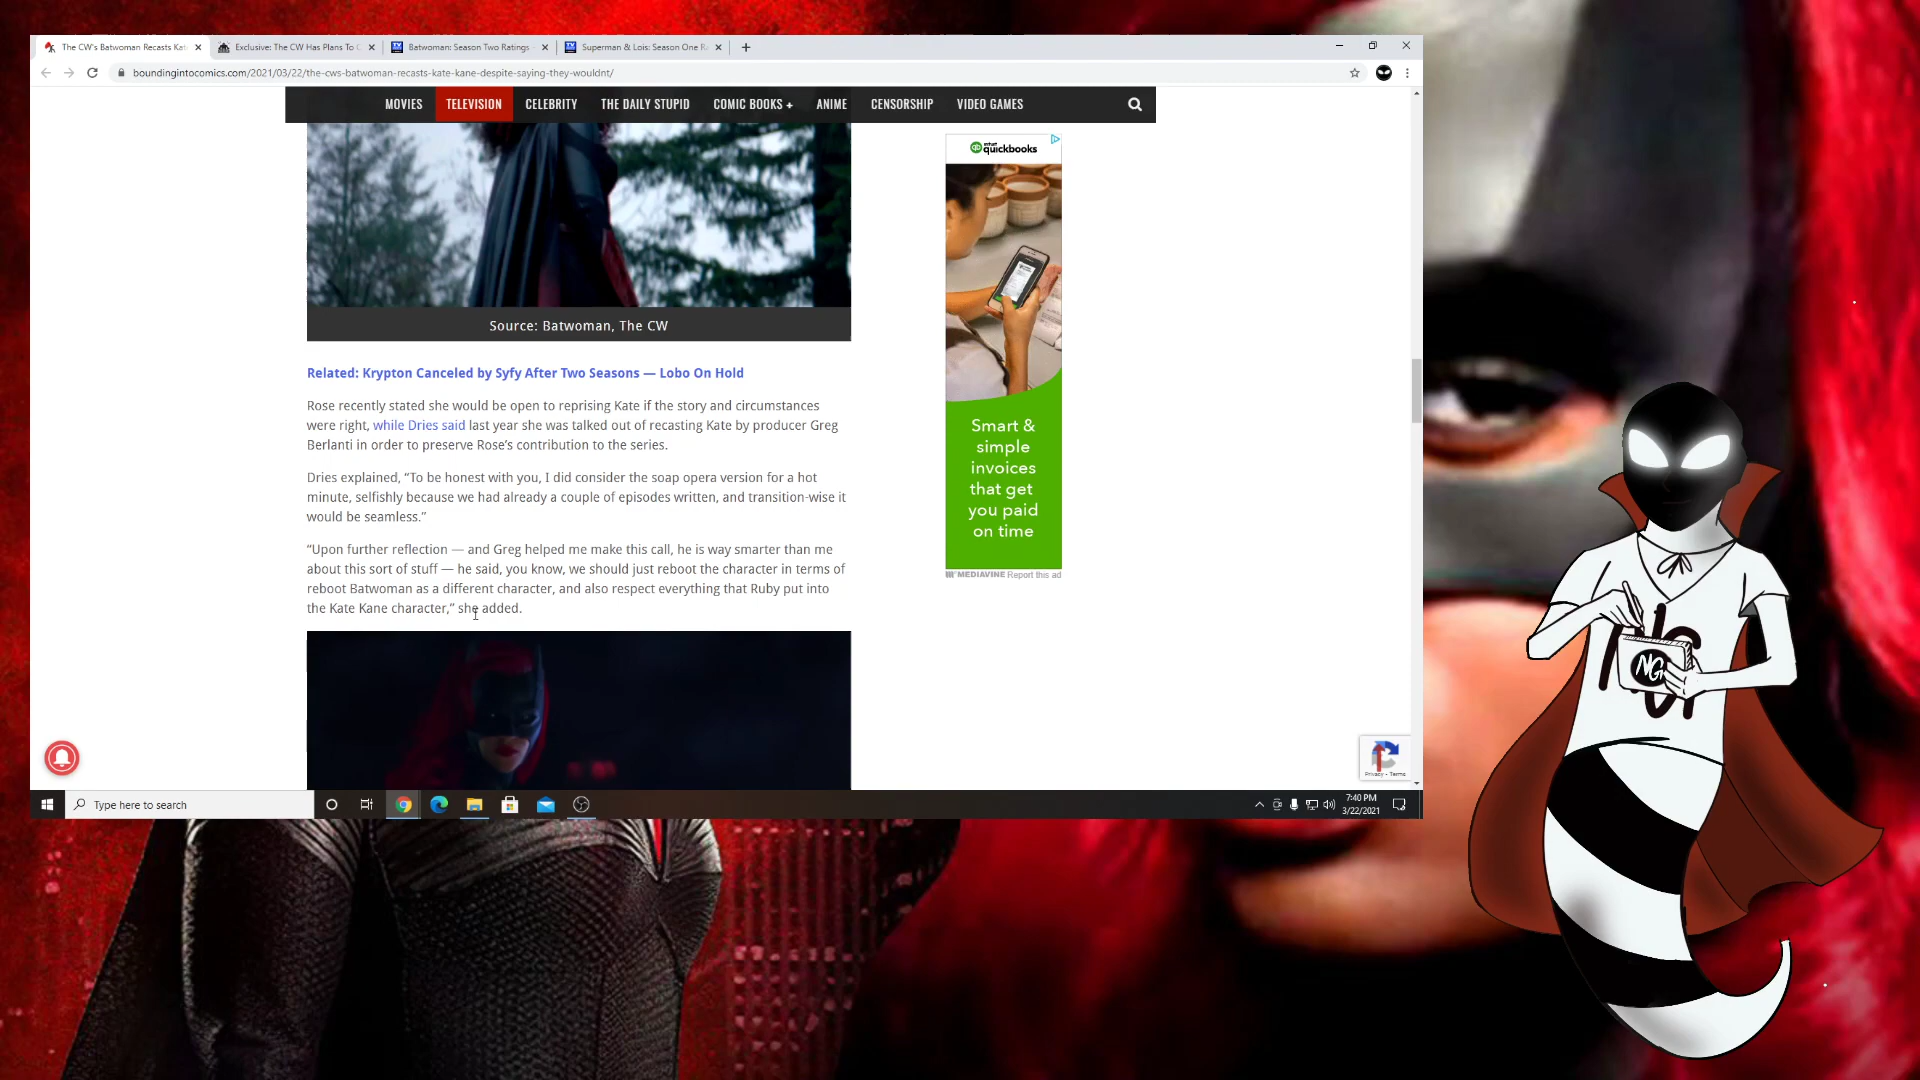 The CW's Batwoman Recasts Kat
Exclusive: The CW Has Plans To C
Batwoman: Season Two Ratings
Superman & Lois: Season One R
boundingintocomics.com/2021/03/22/the-cws-batwoman-recasts-kate-kane-despite-saying-they-wouldnt/
MOVIES TELEVISION CELEBRITY THE DAILY STUPID COMIC BOOKS + ANIME CENSORSHIP VIDEO GAMES
Source: Batwoman, The CW
Related: Krypton Canceled by Syfy After Two Seasons — Lobo On Hold
Rose recently stated she would be open to reprising Kate if the story and circumstances
were right, while Dries said last year she was talked out of recasting Kate by producer Greg
Berlanti in order to preserve Rose's contribution to the series.
Dries explained, “To be honest with you, I did consider the soap opera version for a hot
minute, selfishly because we had already a couple of episodes written, and transition-wise it
would be seamless.”
“Upon further reflection — and Greg helped me make this call, he is way smarter than me
about this sort of stuff — he said, you know, we should just reboot the character in terms of
reboot Batwoman as a different character, and also respect everything that Ruby put into
the Kate Kane character,” she added.
intuit
quickbooks
Smart &
simple
invoices
that get
you paid
on time
MEDIAVINE Report this ad
Privacy - Terms
NG
NG
Type here to search
7:40 PM
3/22/2021